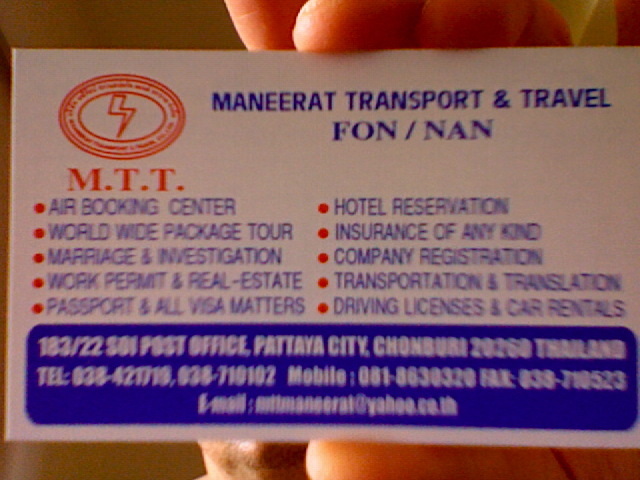 MANEERAT TRANSPORT & TRAVEL
FON / NAN
M.T.T.
AIR BOOKING CENTER
WORLD WIDE PACKAGE TOUR
MARRIAGE & INVESTIGATION
WORK PERMIT & REAL-ESTATE
PASSPORT & ALL VISA MATTERS
HOTEL RESERVATION
INSURANCE OF ANY KIND
COMPANY REGISTRATION
TRANSPORTATION & TRANSLATION
DRIVING LICENSES & CAR RENTALS
183/22 SOI POST OFFICE, PATTAYA CITY, CHONBURI 20260 THAILAND
TEL: 038-421719, 038-710102 Mobile : 081-8630320 FAX: 038-710523
E-mail : mttmaneerat@yahoo.co.th